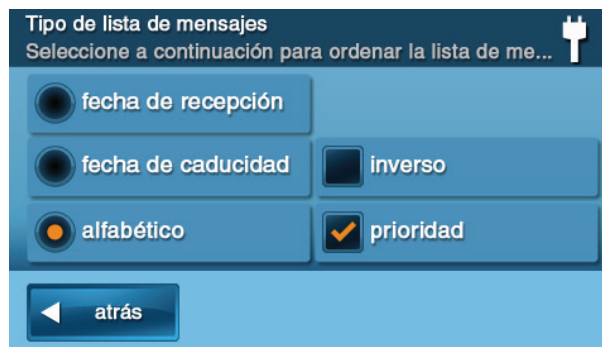 Tipo de lista de mensajes
Seleccione a continuación para ordenar la lista de me...
fecha de recepción
fecha de caducidad
inverso
alfabético
prioridad
atrás